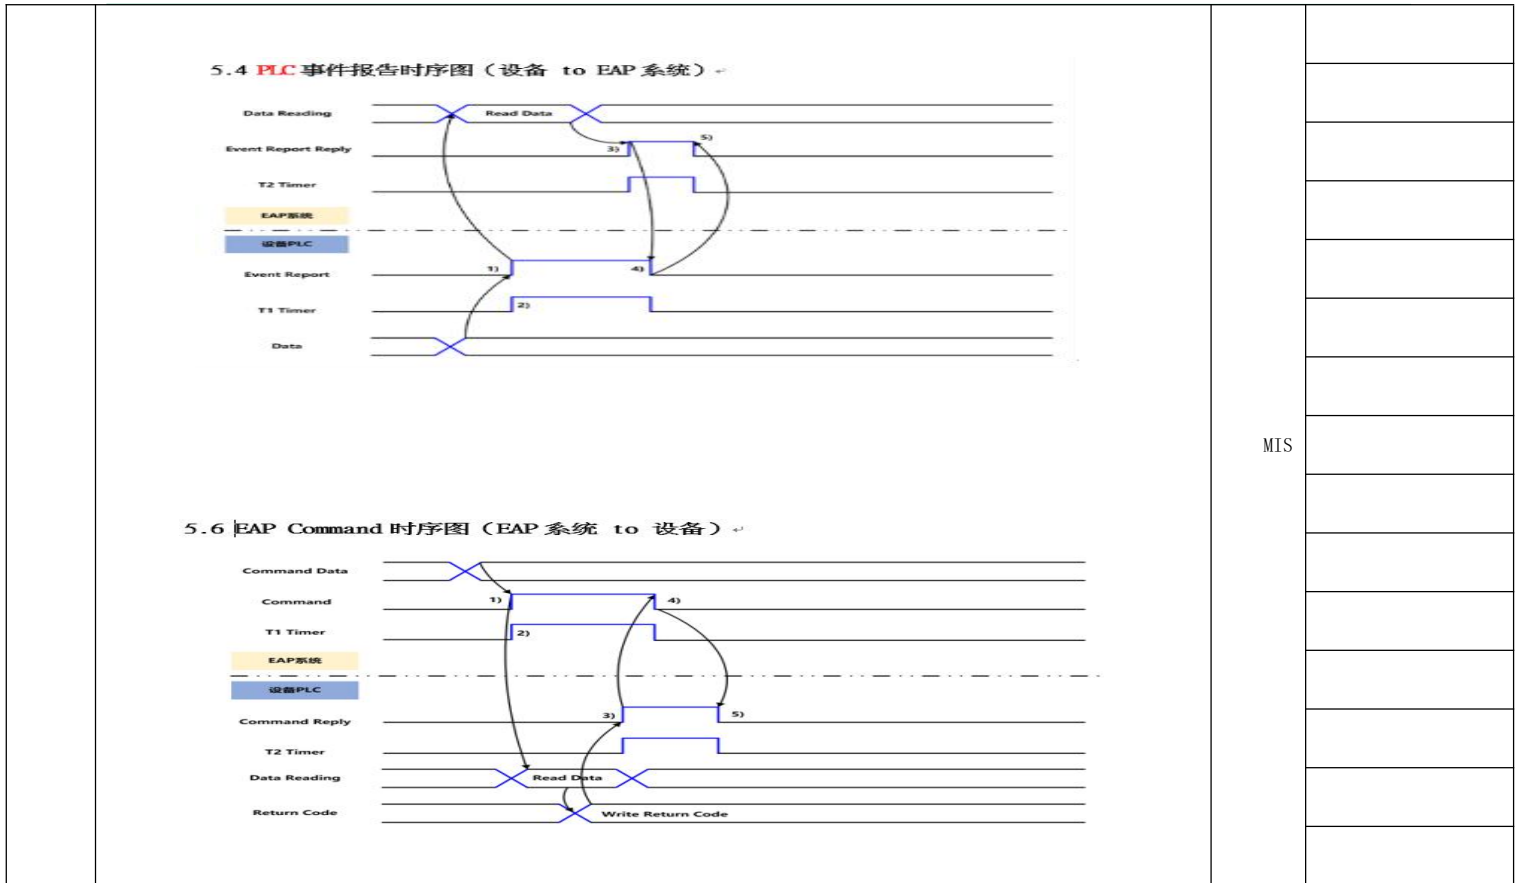 5.4 PLC 事件报告时序图（设备 to EAP 系统）↵
Data Reading
Read Data
Event Report Reply
3)
5)
T2 Timer
EAP系统
设备PLC
Event Report
1)
4)
T1 Timer
2)
Data
MIS
5.6 EAP Command 时序图（EAP 系统 to 设备）↵
Command Data
Command
1)
4)
T1 Timer
2)
EAP系统
设备PLC
Command Reply
3)
5)
T2 Timer
Data Reading
Read Data
Return Code
Write Return Code